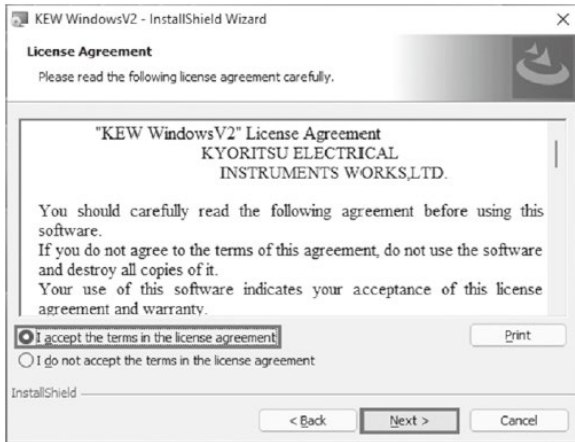 KEW WindowsV2 - InstallShield Wizard
License Agreement
Please read the following license agreement carefully.
"KEW WindowsV2" License Agreement
KYORITSU ELECTRICAL
INSTRUMENTS WORKS,LTD.
You should carefully read the following agreement before using this
software.
If you do not agree to the terms of this agreement, do not use the software
and destroy all copies of it.
Your use of this software indicates your acceptance of this license
agreement and warranty.
I accept the terms in the license agreement
Print
I do not accept the terms in the license agreement
InstallShield
< Back
Next >
Cancel